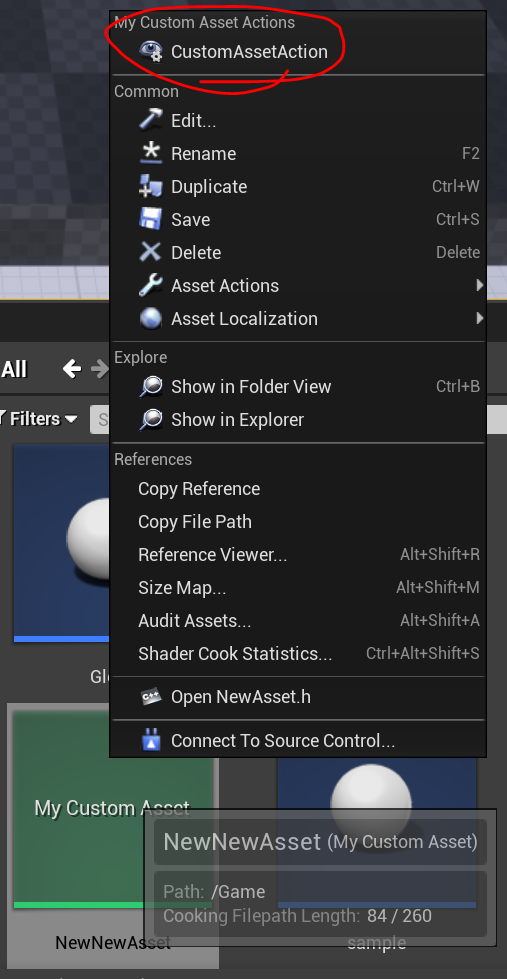 My Custom Asset Actions
CustomAssetAction
Common
Edit...
Rename F2
Duplicate Ctrl+W
Save Ctrl+S
Delete Delete
Asset Actions
Asset Localization
All
Explore
Show in Folder View Ctrl+B
Filters
Show in Explorer
References
Copy Reference
Copy File Path
Reference Viewer... Alt+Shift+R
Size Map... Alt+Shift+M
Audit Assets... Alt+Shift+A
Shader Cook Statistics... Ctrl+Alt+Shift+S
Open NewAsset.h
Connect To Source Control...
My Custom Asset
NewNewAsset (My Custom Asset)
Path: /Game
Cooking Filepath Length: 84 / 260
NewNewAsset
sample